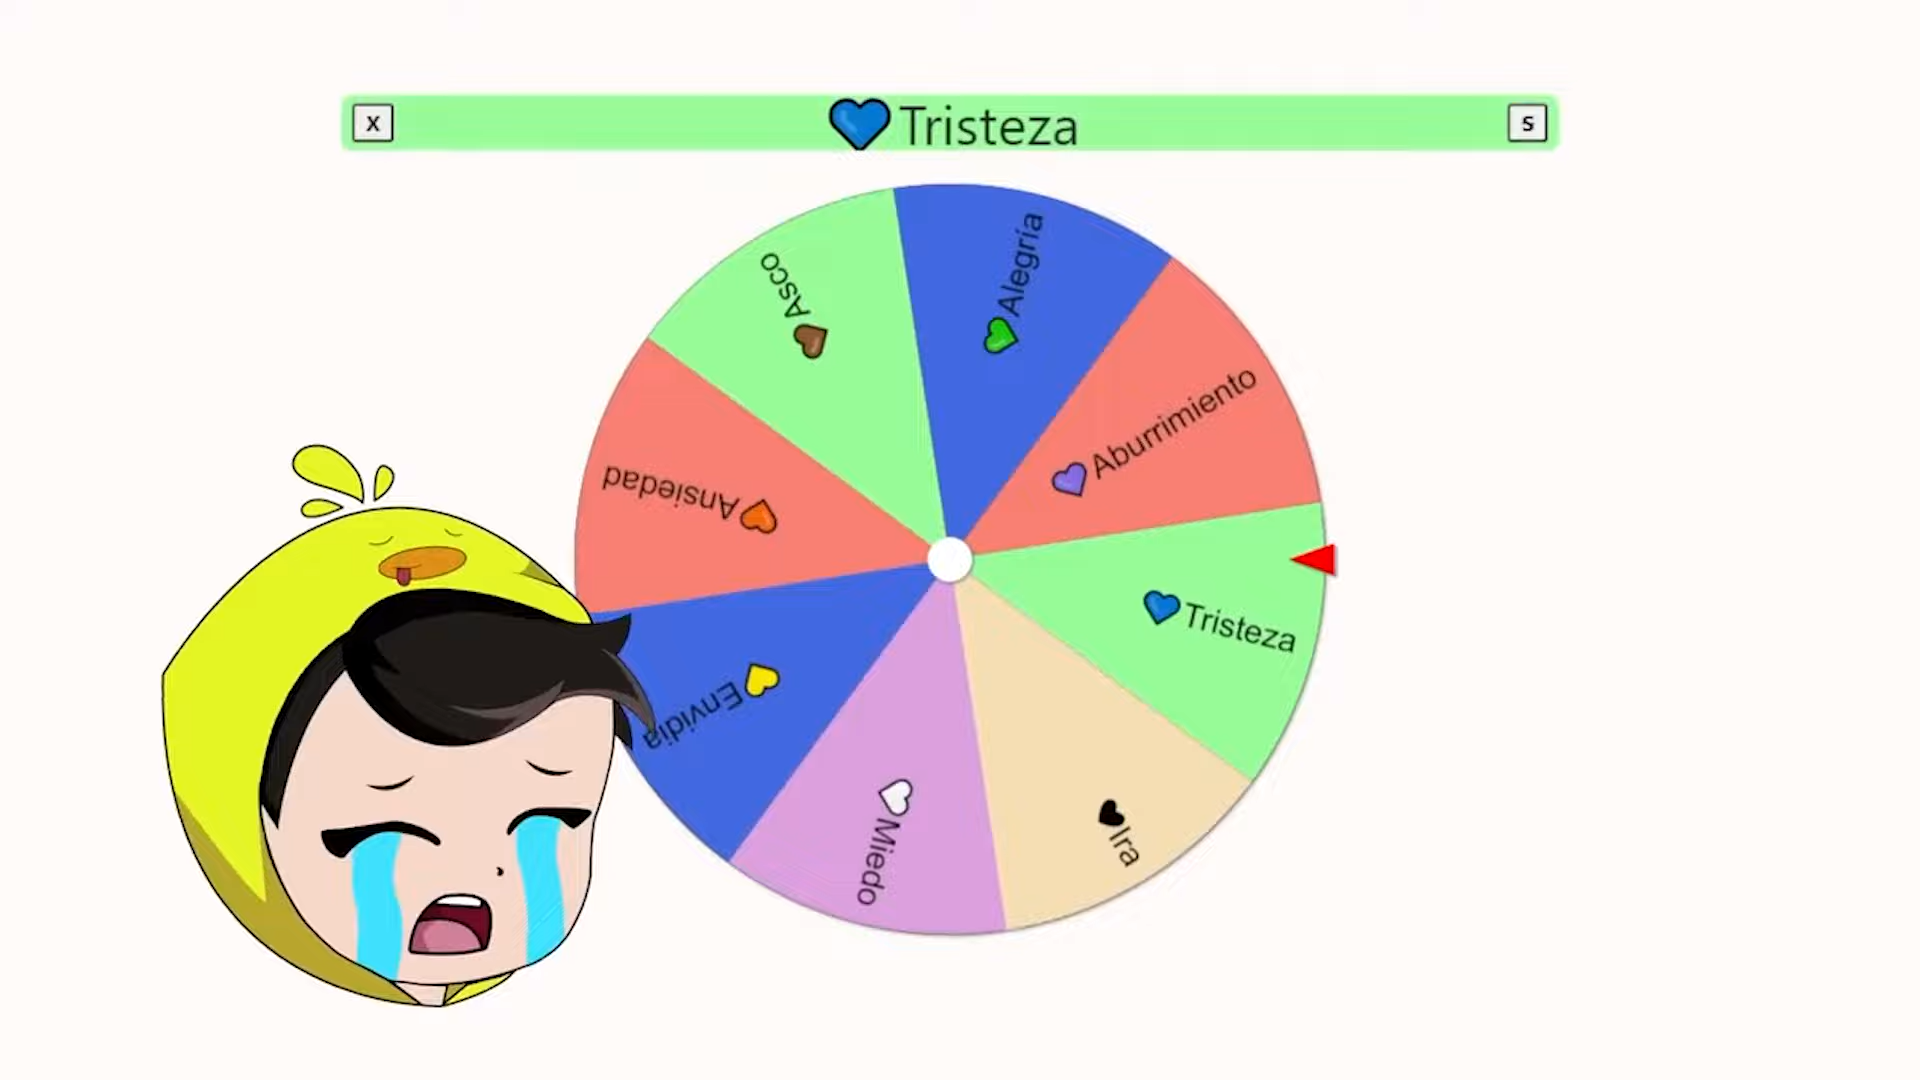 X
💙Tristeza
S
💚Alegría
💜Aburrimiento
💙Tristeza
🖤Ira
🤍Miedo
💛Envidia
🧡Ansiedad
🤎Asco